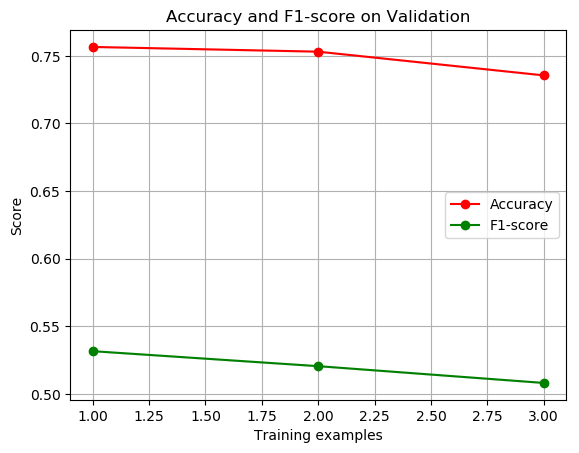 Accuracy and F1-score on Validation
0.75
0.70
0.65
0.60
0.55
0.50
Score
Accuracy
F1-score
1.00 1.25 1.50 1.75 2.00 2.25 2.50 2.75 3.00
Training examples